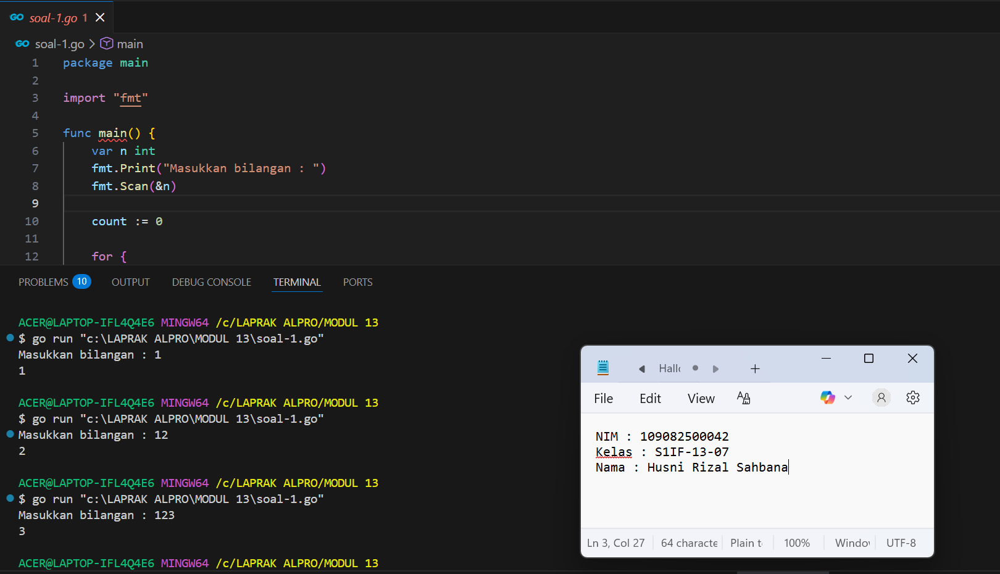 GO soal-1.go 1
GO soal-1.go > main
1 package main
2
3 import "fmt"
4
5 func main() {
6 var n int
7 fmt.Print("Masukkan bilangan : ")
8 fmt.Scan(&n)
9
10 count := 0
11
12 for {
PROBLEMS 10 OUTPUT DEBUG CONSOLE TERMINAL PORTS
ACER@LAPTOP-IFL4Q4E6 MINGW64 /c/LAPRAK ALPRO/MODUL 13
$ go run "c:\LAPRAK ALPRO\MODUL 13\soal-1.go"
Masukkan bilangan : 1
1
ACER@LAPTOP-IFL4Q4E6 MINGW64 /c/LAPRAK ALPRO/MODUL 13
$ go run "c:\LAPRAK ALPRO\MODUL 13\soal-1.go"
Masukkan bilangan : 12
2
ACER@LAPTOP-IFL4Q4E6 MINGW64 /c/LAPRAK ALPRO/MODUL 13
$ go run "c:\LAPRAK ALPRO\MODUL 13\soal-1.go"
Masukkan bilangan : 123
3
ACER@LAPTOP-IFL4Q4E6 MINGW64 /c/LAPRAK ALPRO/MODUL 13
File Edit View
NIM : 109082500042
Kelas : S1IF-13-07
Nama : Husni Rizal Sahbana
Ln 3, Col 27 64 characte Plain 100% Windo UTF-8